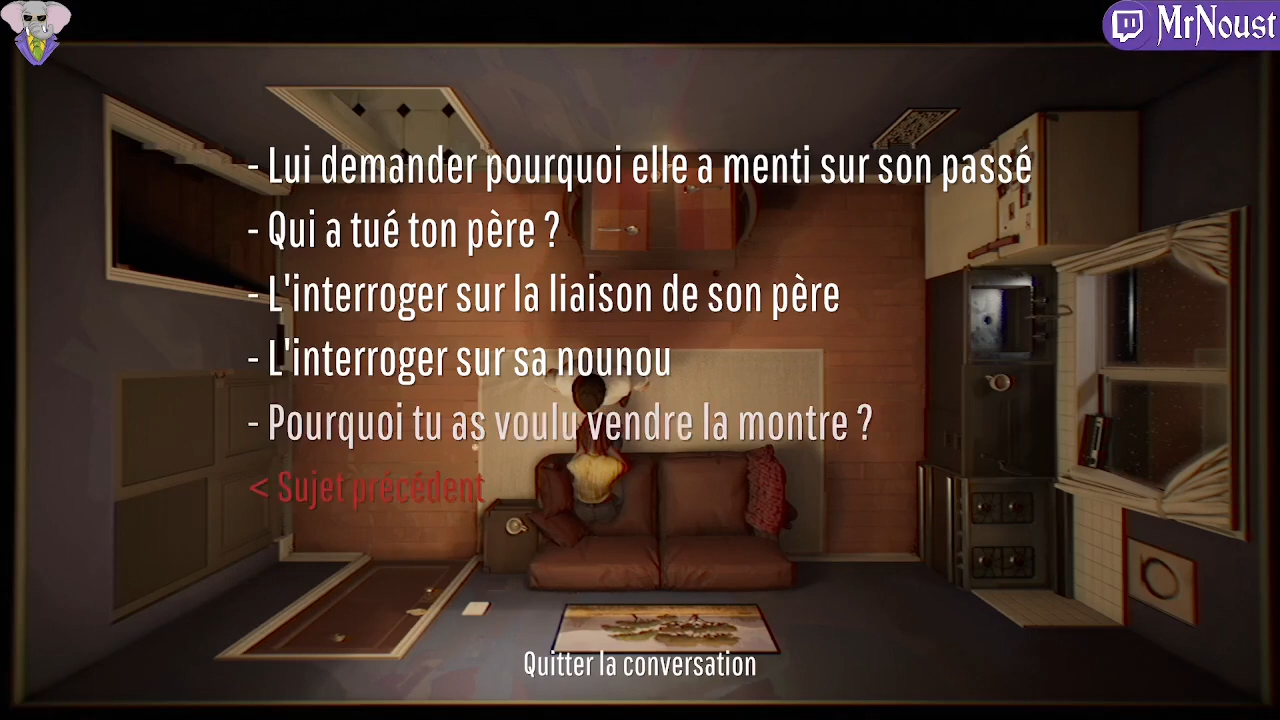 MrNoust
- Lui demander pourquoi elle a menti sur son passé
- Qui a tué ton père ?
- L'interroger sur la liaison de son père
- L'interroger sur sa nounou
- Pourquoi tu as voulu vendre la montre ?
< Sujet précédent
Quitter la conversation